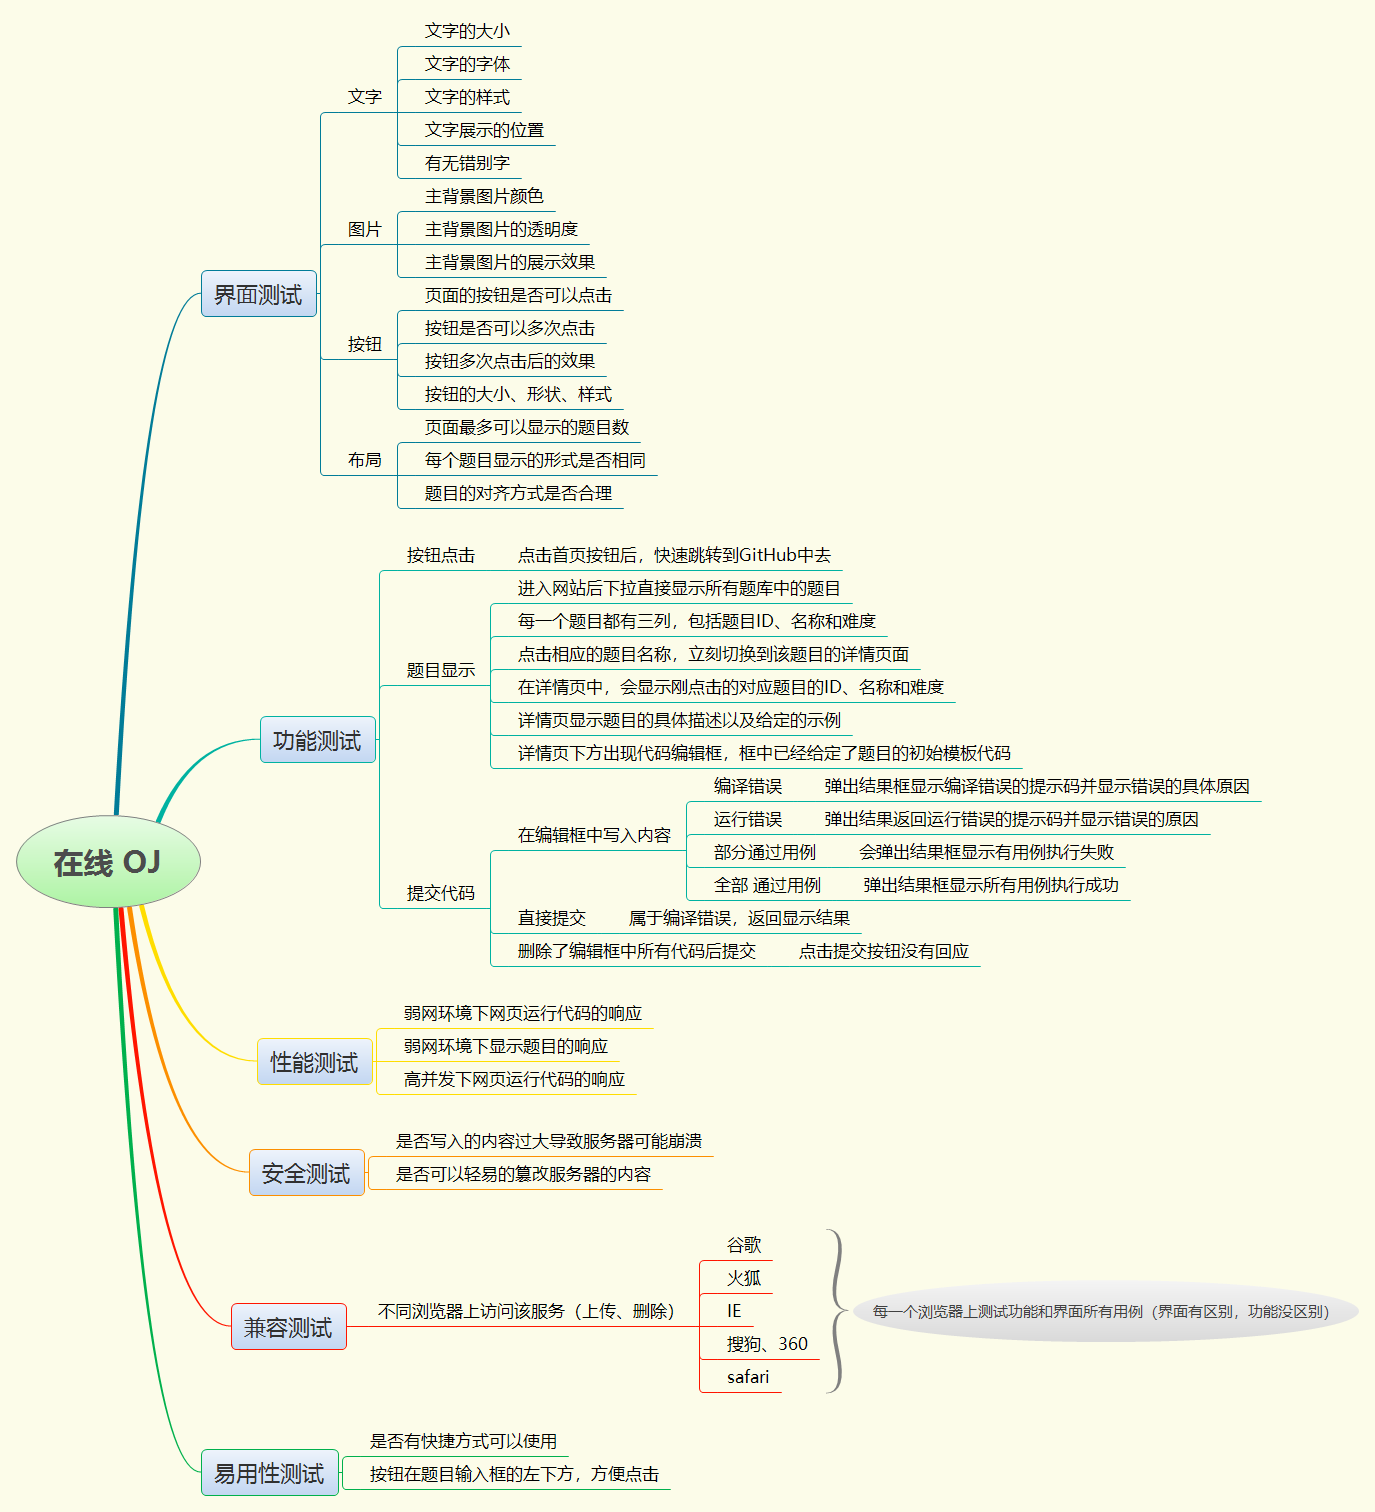 在线 OJ
界面测试
文字
文字的大小
文字的字体
文字的样式
文字展示的位置
有无错别字
图片
主背景图片颜色
主背景图片的透明度
主背景图片的展示效果
按钮
页面的按钮是否可以点击
按钮是否可以多次点击
按钮多次点击后的效果
按钮的大小、形状、样式
布局
页面最多可以显示的题目数
每个题目显示的形式是否相同
题目的对齐方式是否合理
功能测试
按钮点击
点击首页按钮后，快速跳转到GitHub中去
题目显示
进入网站后下拉直接显示所有题库中的题目
每一个题目都有三列，包括题目ID、名称和难度
点击相应的题目名称，立刻切换到该题目的详情页面
在详情页中，会显示刚点击的对应题目的ID、名称和难度
详情页显示题目的具体描述以及给定的示例
详情页下方出现代码编辑框，框中已经给定了题目的初始模板代码
提交代码
在编辑框中写入内容
编译错误
弹出结果框显示编译错误的提示码并显示错误的具体原因
运行错误
弹出结果返回运行错误的提示码并显示错误的原因
部分通过用例
会弹出结果框显示有用例执行失败
全部 通过用例
弹出结果框显示所有用例执行成功
直接提交
属于编译错误，返回显示结果
删除了编辑框中所有代码后提交
点击提交按钮没有回应
性能测试
弱网环境下网页运行代码的响应
弱网环境下显示题目的响应
高并发下网页运行代码的响应
安全测试
是否写入的内容过大导致服务器可能崩溃
是否可以轻易的篡改服务器的内容
兼容测试
不同浏览器上访问该服务（上传、删除）
谷歌
火狐
IE
搜狗、360
safari
每一个浏览器上测试功能和界面所有用例（界面有区别，功能没区别）
易用性测试
是否有快捷方式可以使用
按钮在题目输入框的左下方，方便点击